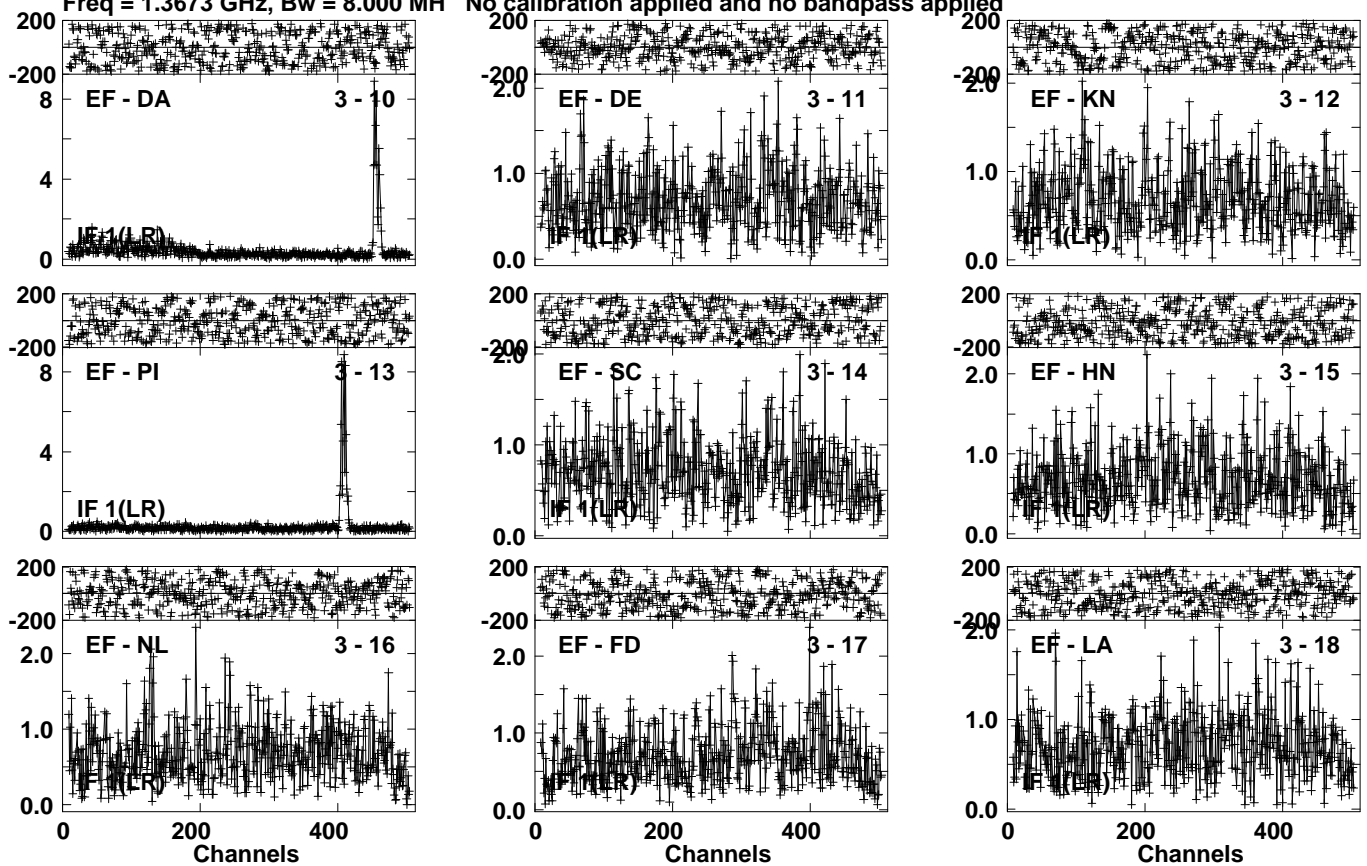 Freq = 1.3673 GHz, Bw = 8.000 MH No calibration applied and no bandpass applied
200 200 200
-200 -200 -200
EF - DA 3 - 10 EF - DE 3 - 11 EF - KN 3 - 12
8 2.0 2.0
4 1.0 1.0
IF 1(LR) IF 1(LR) IF 1(LR)
0 0.0 0.0
200 200 200
-200 -200 -200
EF - PI 3 - 13 EF - SC 3 - 14 EF - HN 3 - 15
8 2.0 2.0
4 1.0 1.0
IF 1(LR) IF 1(LR) IF 1(LR)
0 0.0 0.0
200 200 200
-200 -200 -200
EF - NL 3 - 16 EF - FD 3 - 17 EF - LA 3 - 18
2.0 2.0 2.0
1.0 1.0 1.0
IF 1(LR) IF 1(LR) IF 1(LR)
0.0 0.0 0.0
0 200 400 0 200 400 0 200 400
Channels Channels Channels